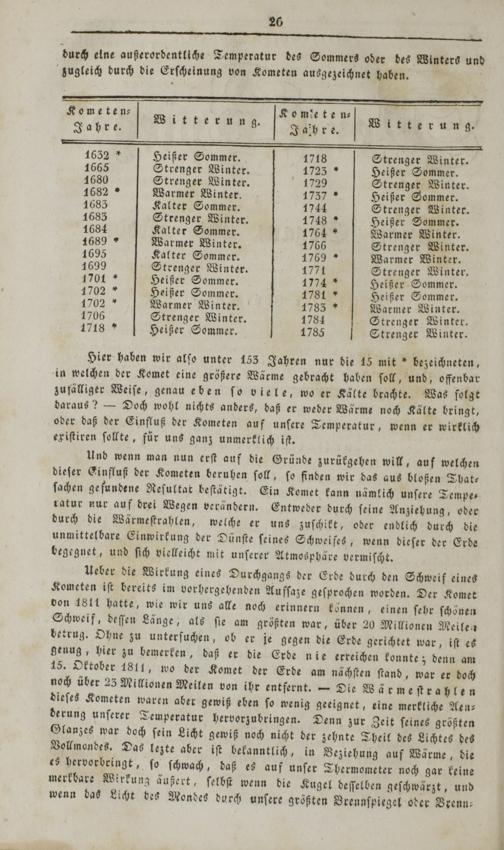 26
durch eine außerordentliche Temperatur des Sommers oder des Winters und
zugleich durch die Erscheinung von Kometen ausgezeichnet haben.
Kometen-Jahre. Witterung. Kometen-Jahre. Witterung.
1632 * Heißer Sommer. 1718 Strenger Winter.
1665 Strenger Winter. 1723 * Heißer Sommer.
1680 Strenger Winter. 1729 Strenger Winter.
1682 * Warmer Winter. 1737 * Heißer Sommer.
1683 Kalter Sommer. 1744 Strenger Winter.
1683 Strenger Winter. 1748 * Heißer Sommer.
1684 Kalter Sommer. 1764 * Warmer Winter.
1689 * Warmer Winter. 1766 Strenger Winter.
1695 Kalter Sommer. 1769 * Warmer Winter.
1699 Strenger Winter. 1771 Strenger Winter.
1701 * Heißer Sommer. 1774 * Heißer Sommer.
1702 * Heißer Sommer. 1781 * Heißer Sommer.
1702 * Warmer Winter. 1783 * Warmer Winter.
1706 Strenger Winter. 1784 Strenger Winter.
1718 * Heißer Sommer. 1785 Strenger Winter.
Hier haben wir also unter 153 Jahren nur die 15 mit * bezeichneten,
in welchen der Komet eine größere Wärme gebracht haben soll, und, offenbar
zufälliger Weise, genau eben so viele, wo er Kälte brachte. Was folgt
daraus? — Doch wohl nichts anders, daß er weder Wärme noch Kälte bringt,
oder daß der Einfluß der Kometen auf unsere Temperatur, wenn er wirklich
existiren sollte, für uns ganz unmerklich ist.
Und wenn man nun erst auf die Gründe zurükgehen will, auf welchen
dieser Einfluß der Kometen beruhen soll, so finden wir das aus bloßen That-
sachen gefundene Resultat bestätigt. Ein Komet kann nämlich unsere Tempe-
ratur nur auf drei Wegen verändern. Entweder durch seine Anziehung, oder
durch die Wärmestrahlen, welche er uns zuschikt, oder endlich durch die
unmittelbare Einwirkung der Dünste seines Schweifes, wenn dieser der Erde
begegnet, und sich vielleicht mit unserer Atmosphäre vermischt.
Ueber die Wirkung eines Durchgangs der Erde durch den Schweif eines
Kometen ist bereits im vorhergehenden Aufsaze gesprochen worden. Der Komet
von 1811 hatte, wie wir uns alle noch erinnern können, einen sehr schönen
Schweif, dessen Länge, als sie am größten war, über 20 Millionen Meilen
betrug. Ohne zu untersuchen, ob er je gegen die Erde gerichtet war, ist es
genug, hier zu bemerken, daß er die Erde nie erreichen konnte; denn am
15. Oktober 1811, wo der Komet der Erde am nächsten stand, war er doch
noch über 23 Millionen Meilen von ihr entfernt. — Die Wärmestrahlen
dieses Kometen waren aber gewiß eben so wenig geeignet, eine merkliche Aen-
derung unserer Temperatur hervorzubringen. Denn zur Zeit seines größten
Glanzes war doch sein Licht gewiß noch nicht der zehnte Theil des Lichtes des
Vollmondes. Das lezte aber ist bekanntlich, in Beziehung auf Wärme, die
es hervorbringt, so schwach, daß es auf unser Thermometer noch gar keine
merkbare Wirkung äußert, selbst wenn die Kugel desselben geschwärzt, und
wenn das Licht des Mondes durch unsere größten Brennspiegel oder Brenn-